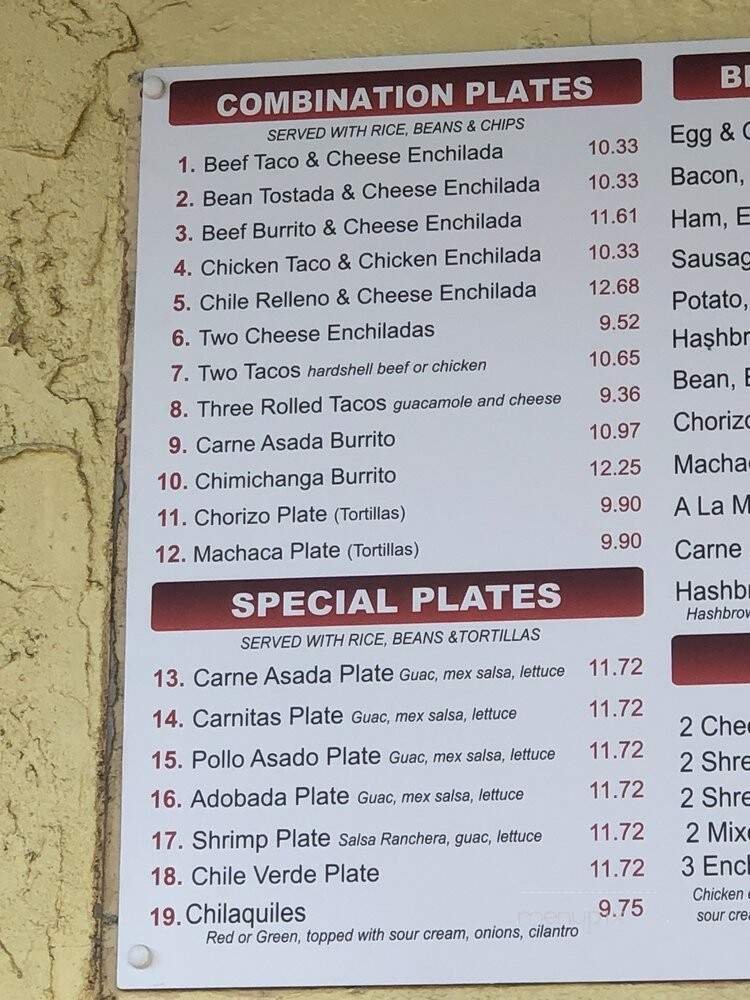 COMBINATION PLATES
SERVED WITH RICE, BEANS & CHIPS
1. Beef Taco & Cheese Enchilada 10.33
2. Bean Tostada & Cheese Enchilada 10.33
3. Beef Burrito & Cheese Enchilada 11.61
4. Chicken Taco & Chicken Enchilada 10.33
5. Chile Relleno & Cheese Enchilada 12.68
6. Two Cheese Enchiladas 9.52
7. Two Tacos hardshell beef or chicken 10.65
8. Three Rolled Tacos guacamole and cheese 9.36
9. Carne Asada Burrito 10.97
10. Chimichanga Burrito 12.25
11. Chorizo Plate (Tortillas) 9.90
12. Machaca Plate (Tortillas) 9.90
SPECIAL PLATES
SERVED WITH RICE, BEANS &TORTILLAS
13. Carne Asada Plate Guac, mex salsa, lettuce 11.72
14. Carnitas Plate Guac, mex salsa, lettuce 11.72
15. Pollo Asado Plate Guac, mex salsa, lettuce 11.72
16. Adobada Plate Guac, mex salsa, lettuce 11.72
17. Shrimp Plate Salsa Ranchera, guac, lettuce 11.72
18. Chile Verde Plate 11.72
19. Chilaquiles 9.75
Red or Green, topped with sour cream, onions, cilantro
Egg &
Bacon,
Ham,
Potato,
Bean,
A La
Carne
2
2
2
2
3
Chicken
sour